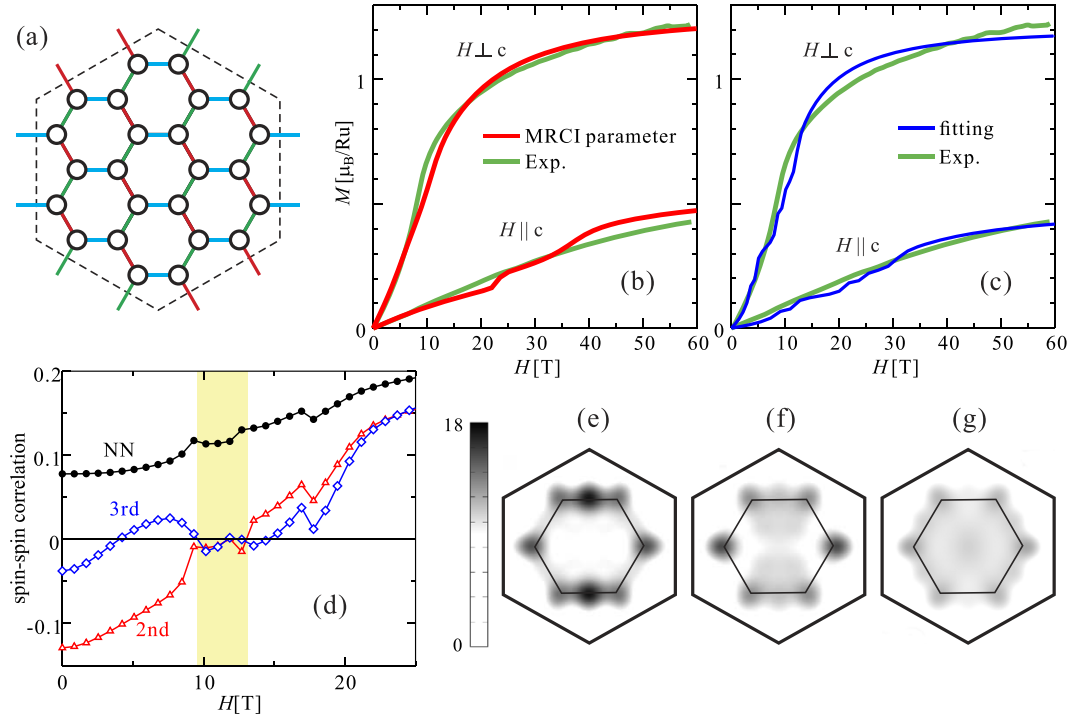 (a)
(b)
H⊥c
MRCI parameter
Exp.
H∥c
M[μB/Ru]
1
0
0 10 20 30 40 50 60
H[T]
(c)
H⊥c
fitting
Exp.
H∥c
1
0
0 10 20 30 40 50 60
H[T]
(d)
spin-spin correlation
0.2
0.1
0
-0.1
NN
3rd
2nd
0 10 20
H[T]
18
0
(e)
(f)
(g)